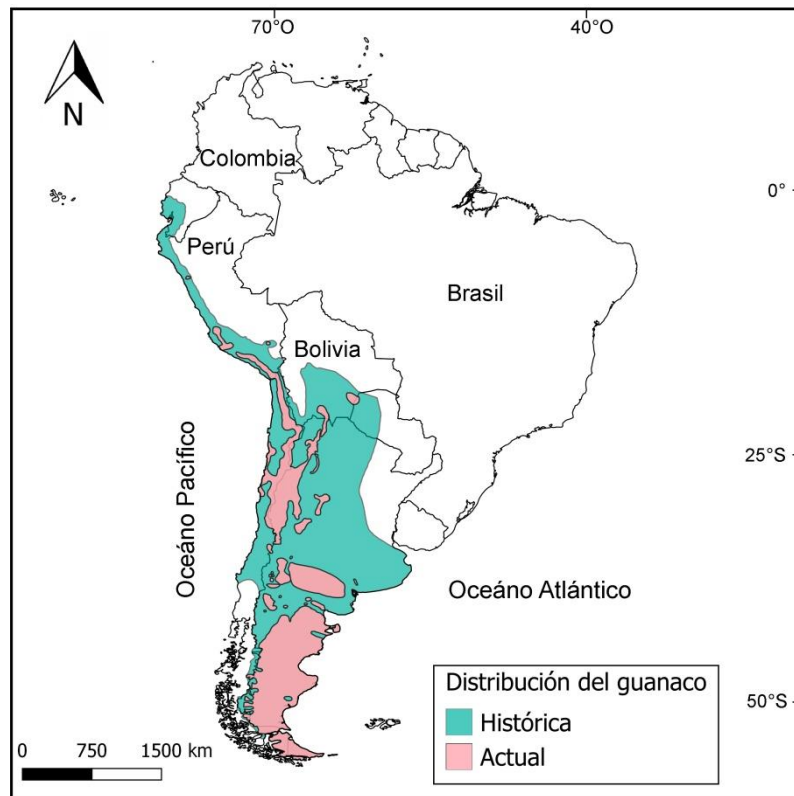 70°O
40°O
N
Colombia
0°
Perú
Brasil
Bolivia
25°S
Océano Pacífico
Océano Atlántico
50°S
Distribución del guanaco
Histórica
Actual
0 750 1500 km